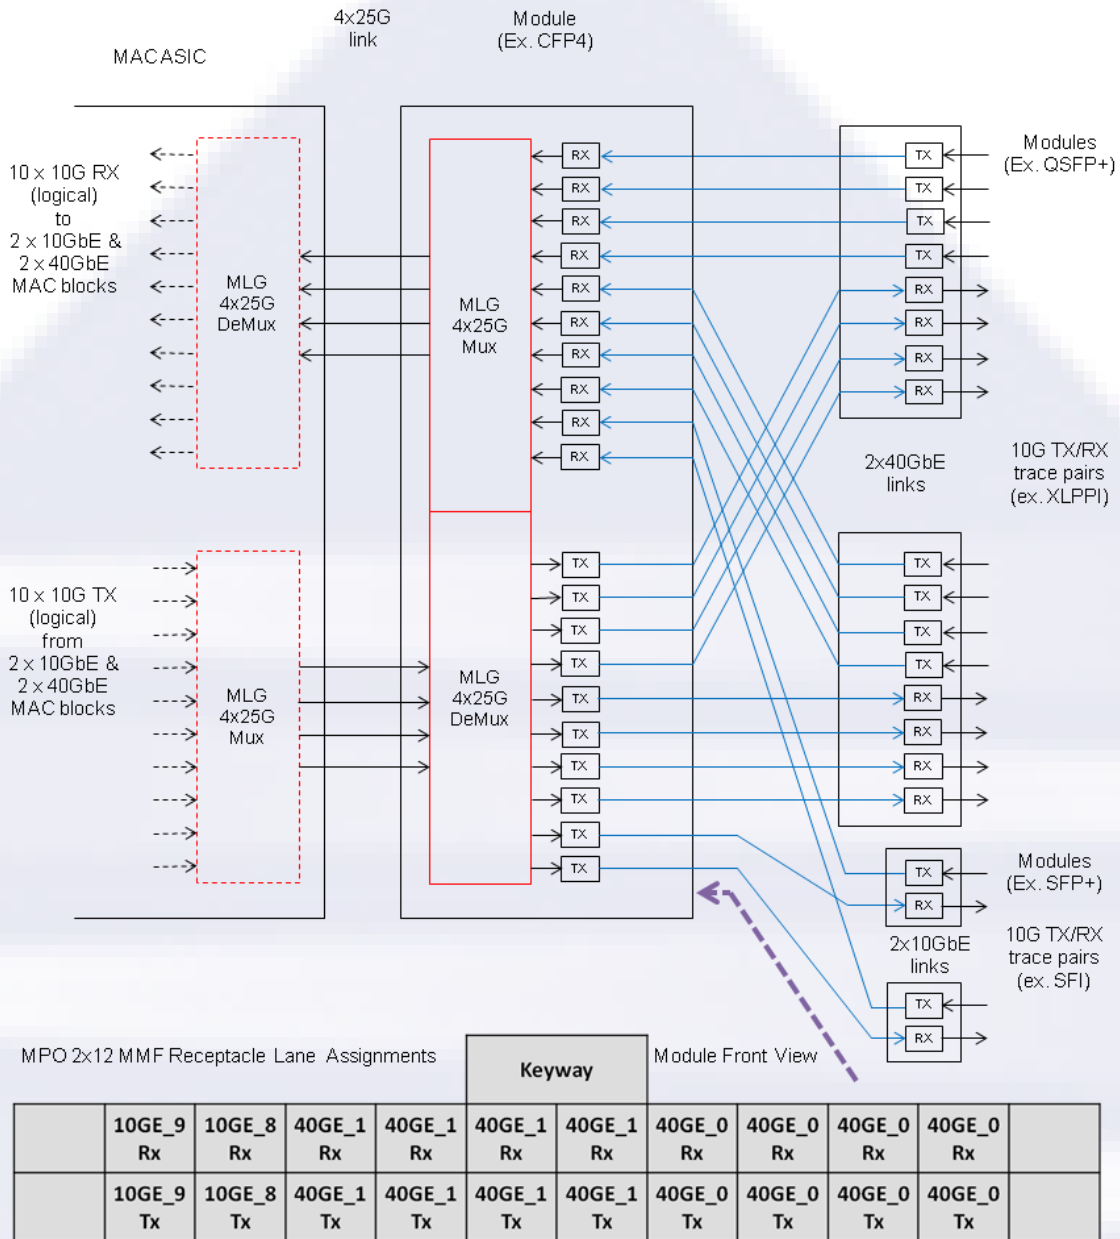 4x25G
link
Module
(Ex. CFP4)
MAC ASIC
Modules
(Ex. QSFP+)
10 x 10G RX
(logical)
to
2 x 10GbE &
2 x 40GbE
MAC blocks
MLG
4x25G
DeMux
MLG
4x25G
Mux
RX
RX
RX
RX
RX
RX
RX
RX
RX
RX
TX
TX
TX
TX
RX
RX
RX
RX
2x40GbE
links
10G TX/RX
trace pairs
(ex. XLPPI)
10 x 10G TX
(logical)
from
2 x 10GbE &
2 x 40GbE
MAC blocks
MLG
4x25G
Mux
MLG
4x25G
DeMux
TX
TX
TX
TX
TX
TX
TX
TX
TX
TX
TX
TX
TX
TX
RX
RX
RX
RX
TX
RX
Modules
(Ex. SFP+)
2x10GbE
links
10G TX/RX
trace pairs
(ex. SFI)
TX
RX
MPO 2x12 MMF Receptacle Lane Assignments
Keyway
Module Front View
10GE_9 10GE_8 40GE_1 40GE_1 40GE_1 40GE_1 40GE_0 40GE_0 40GE_0 40GE_0
Rx Rx Rx Rx Rx Rx Rx Rx Rx Rx
10GE_9 10GE_8 40GE_1 40GE_1 40GE_1 40GE_1 40GE_0 40GE_0 40GE_0 40GE_0
Tx Tx Tx Tx Tx Tx Tx Tx Tx Tx